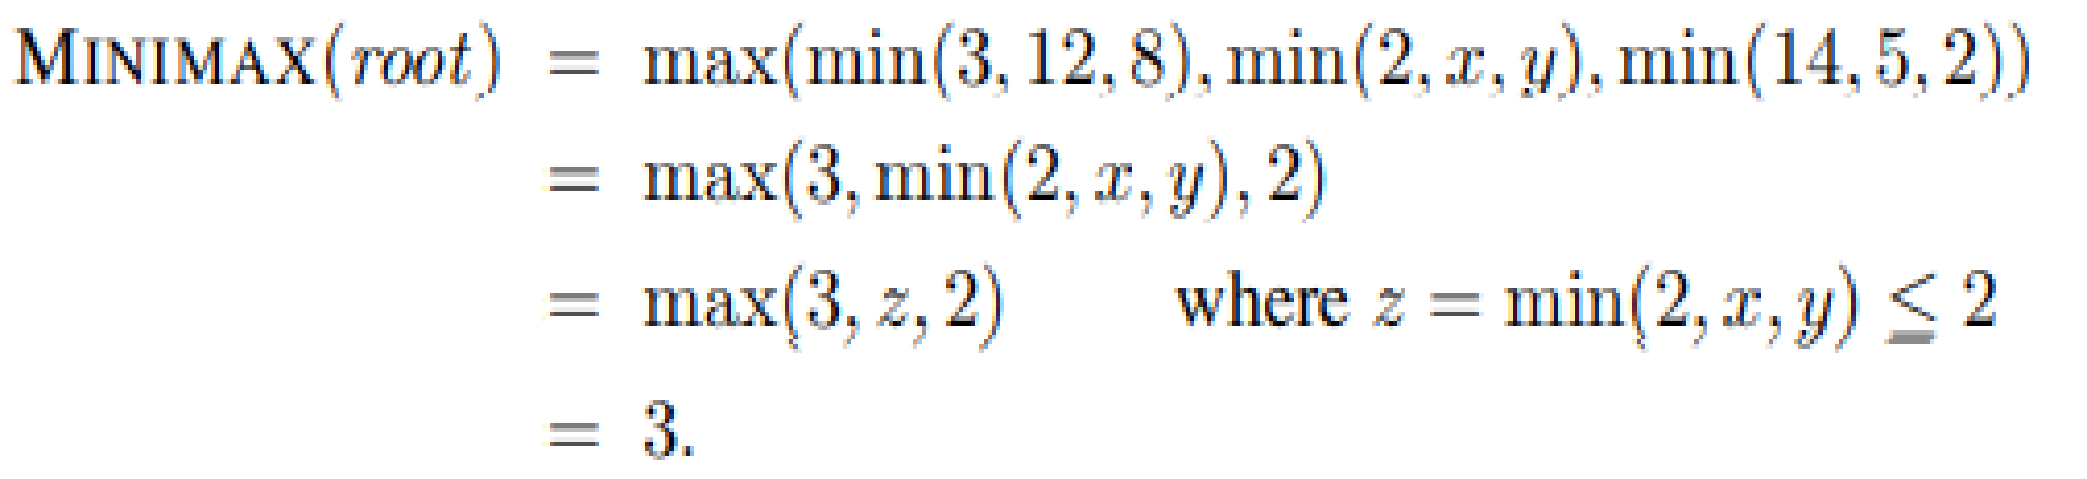 MINIMAX(root) = max(min(3, 12, 8), min(2, x, y), min(14, 5, 2))
= max(3, min(2, x, y), 2)
= max(3, z, 2) where z = min(2, x, y) ≤ 2
= 3.